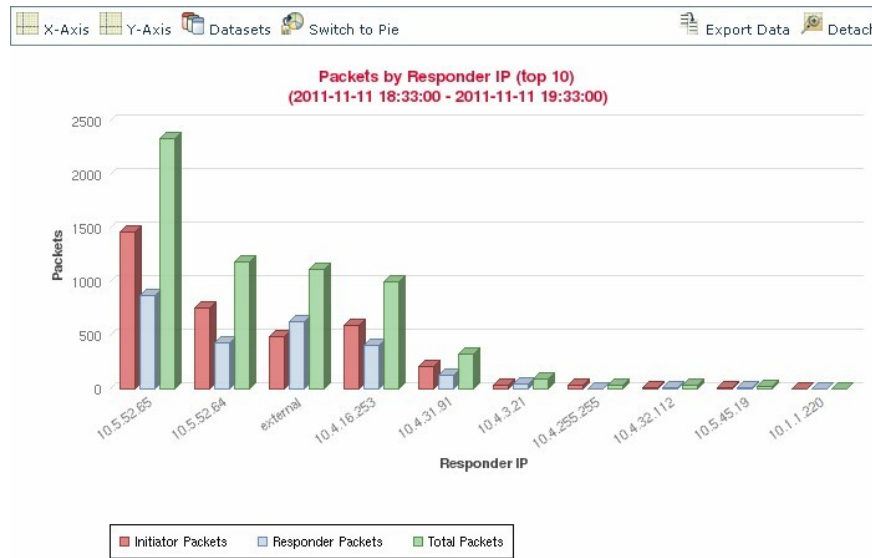 X-Axis Y-Axis Datasets Switch to Pie Export Data Detach
Packets by Responder IP (top 10)
(2011-11-11 18:33:00 - 2011-11-11 19:33:00)
2500
2000
1500
1000
500
0
Packets
10.5.52.65
10.5.52.64
external
10.4.16.253
10.4.31.91
10.4.3.21
10.4.255.255
10.4.32.112
10.5.45.19
10.1.1.220
Responder IP
Initiator Packets Responder Packets Total Packets